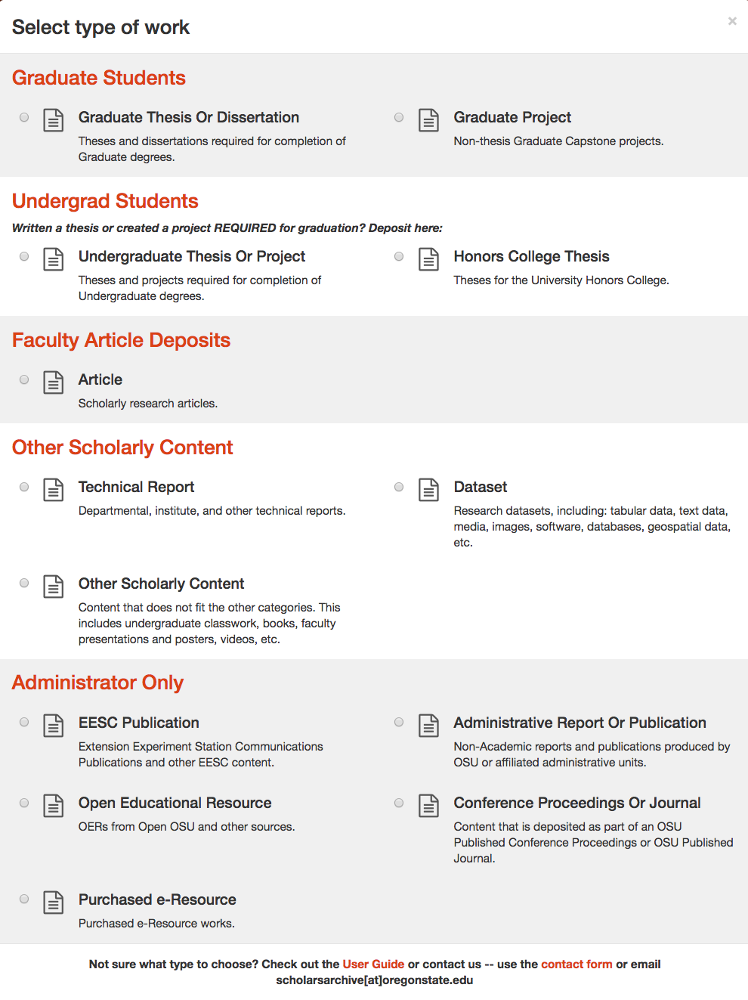 Select type of work
×
Graduate Students
Graduate Thesis Or Dissertation
Theses and dissertations required for completion of
Graduate degrees.
Graduate Project
Non-thesis Graduate Capstone projects.
Undergrad Students
Written a thesis or created a project REQUIRED for graduation? Deposit here:
Undergraduate Thesis Or Project
Theses and projects required for completion of
Undergraduate degrees.
Honors College Thesis
Theses for the University Honors College.
Faculty Article Deposits
Article
Scholarly research articles.
Other Scholarly Content
Technical Report
Departmental, institute, and other technical reports.
Dataset
Research datasets, including: tabular data, text data,
media, images, software, databases, geospatial data,
etc.
Other Scholarly Content
Content that does not fit the other categories. This
includes undergraduate classwork, books, faculty
presentations and posters, videos, etc.
Administrator Only
EESC Publication
Extension Experiment Station Communications
Publications and other EESC content.
Administrative Report Or Publication
Non-Academic reports and publications produced by
OSU or affiliated administrative units.
Open Educational Resource
OERs from Open OSU and other sources.
Conference Proceedings Or Journal
Content that is deposited as part of an OSU
Published Conference Proceedings or OSU Published
Journal.
Purchased e-Resource
Purchased e-Resource works.
Not sure what type to choose? Check out the User Guide or contact us -- use the contact form or email
scholarsarchive[at]oregonstate.edu